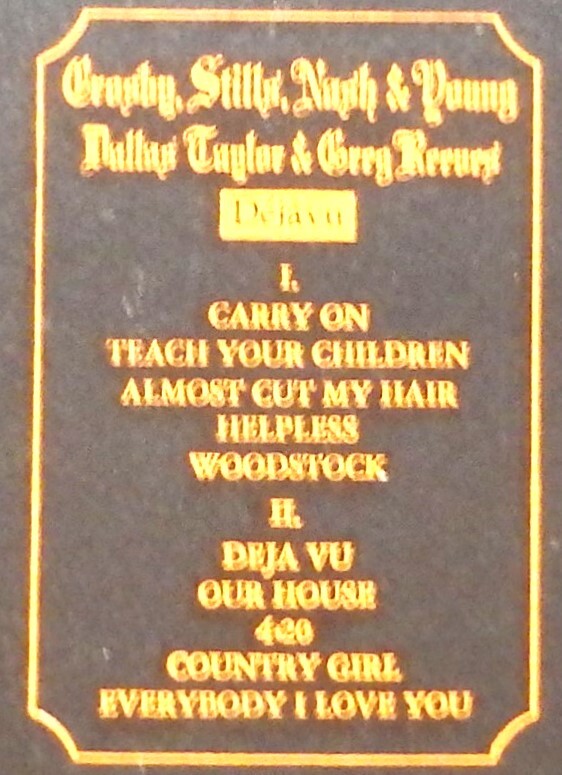 Crosby, Stills, Nash & Young
Dallas Taylor & Greg Reeves
Déjà vu
I.
CARRY ON
TEACH YOUR CHILDREN
ALMOST CUT MY HAIR
HELPLESS
WOODSTOCK
II.
DEJA VU
OUR HOUSE
4+20
COUNTRY GIRL
EVERYBODY I LOVE YOU